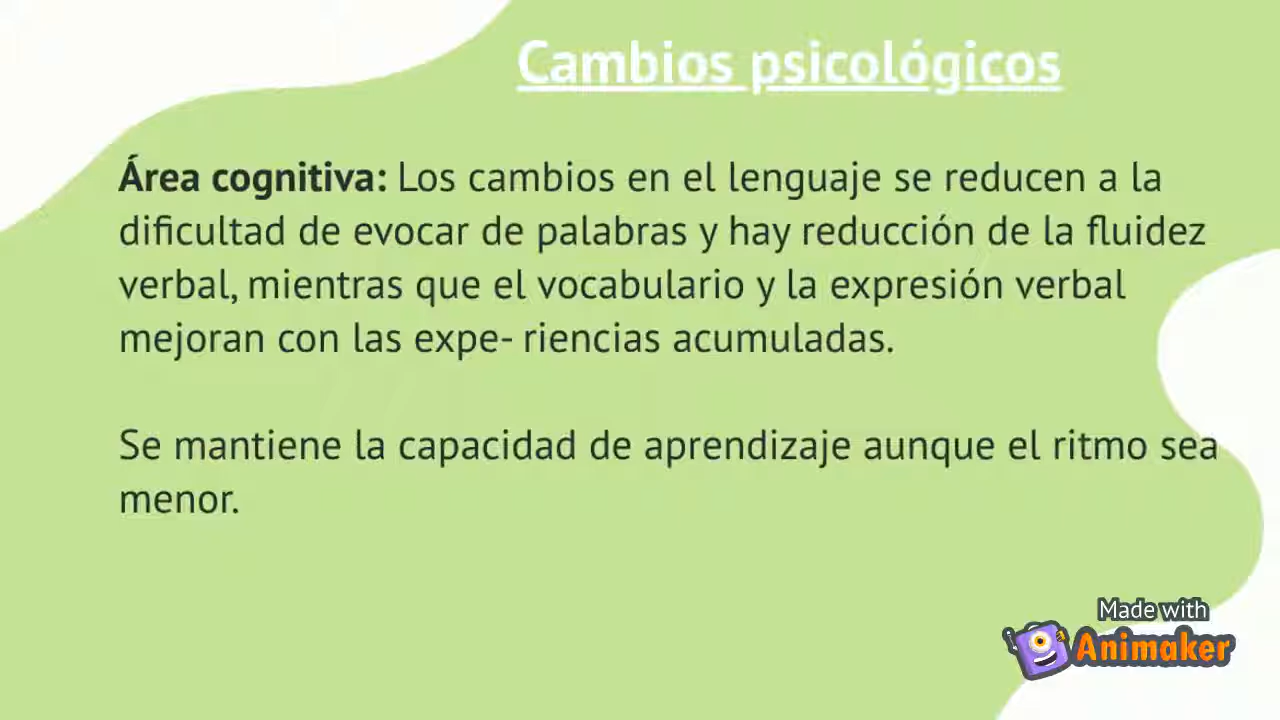 Cambios psicológicos
Área cognitiva: Los cambios en el lenguaje se reducen a la
dificultad de evocar de palabras y hay reducción de la fluidez
verbal, mientras que el vocabulario y la expresión verbal
mejoran con las expe- riencias acumuladas.
Se mantiene la capacidad de aprendizaje aunque el ritmo sea
menor.
Made with
Animaker